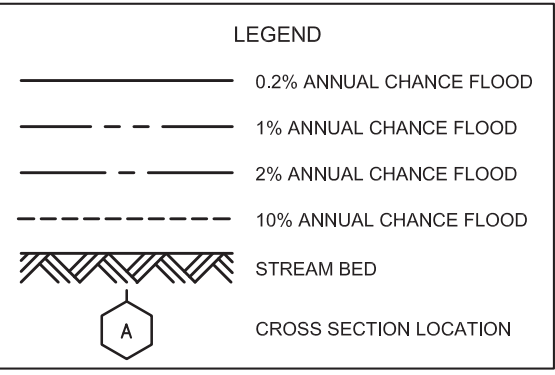 LEGEND
0.2% ANNUAL CHANCE FLOOD
1% ANNUAL CHANCE FLOOD
2% ANNUAL CHANCE FLOOD
10% ANNUAL CHANCE FLOOD
STREAM BED
A
CROSS SECTION LOCATION